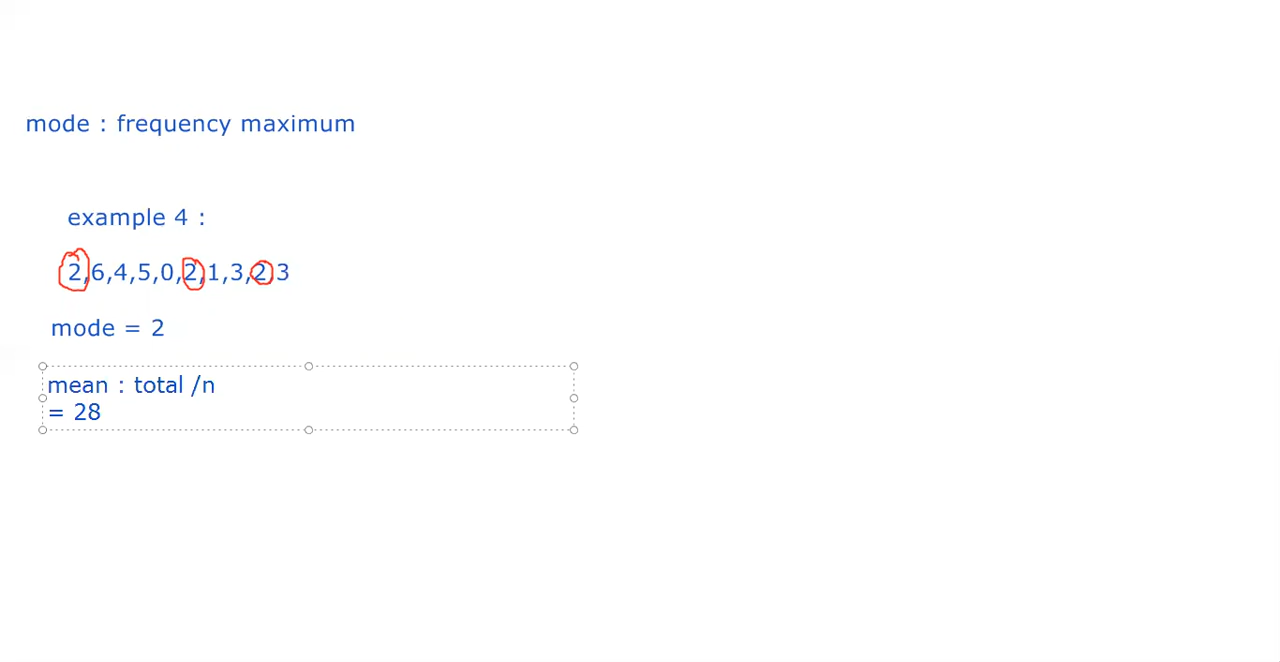 mode : frequency maximum
example 4 :
2,6,4,5,0,2,1,3,2,3
mode = 2
mean : total /n
= 28